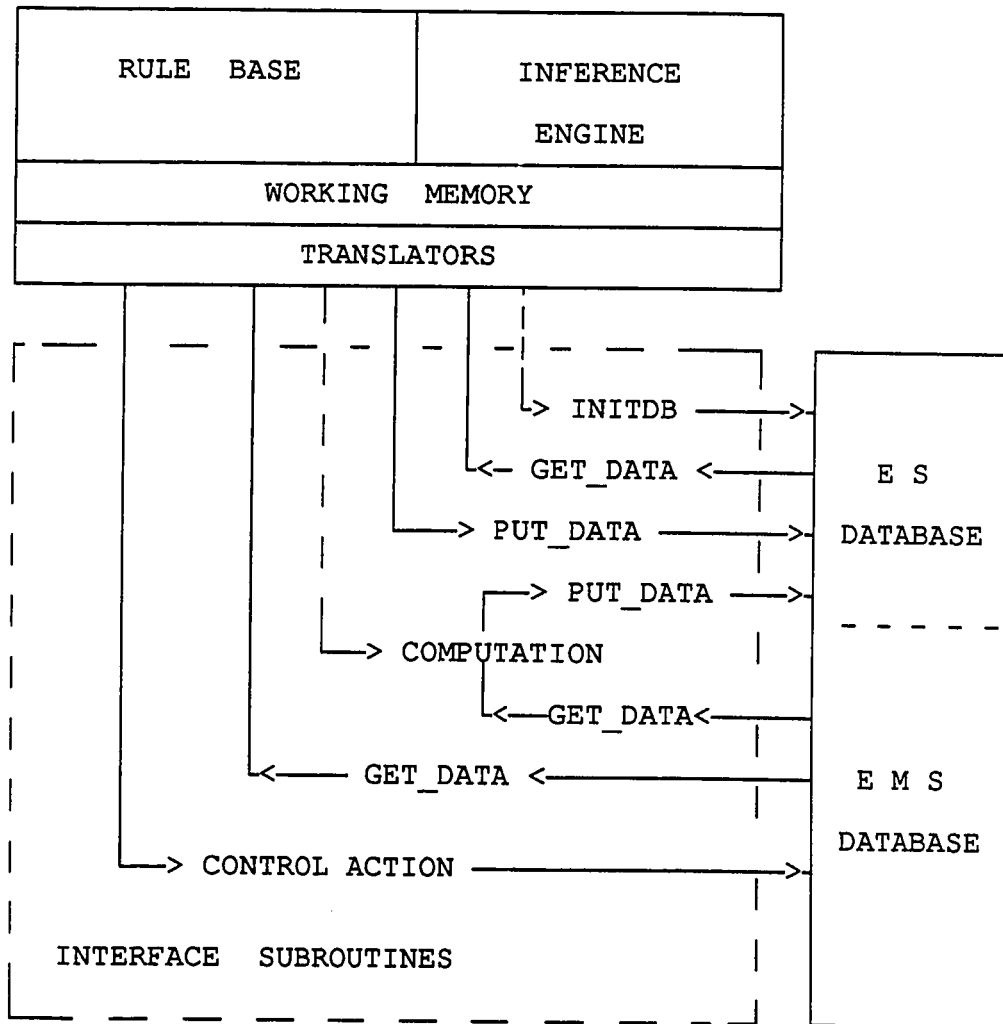 RULE BASE
INFERENCE
ENGINE
WORKING MEMORY
TRANSLATORS
INITDB
GET_DATA
E S
PUT_DATA
DATABASE
PUT_DATA
COMPUTATION
GET_DATA
GET_DATA
E M S
DATABASE
CONTROL ACTION
INTERFACE SUBROUTINES